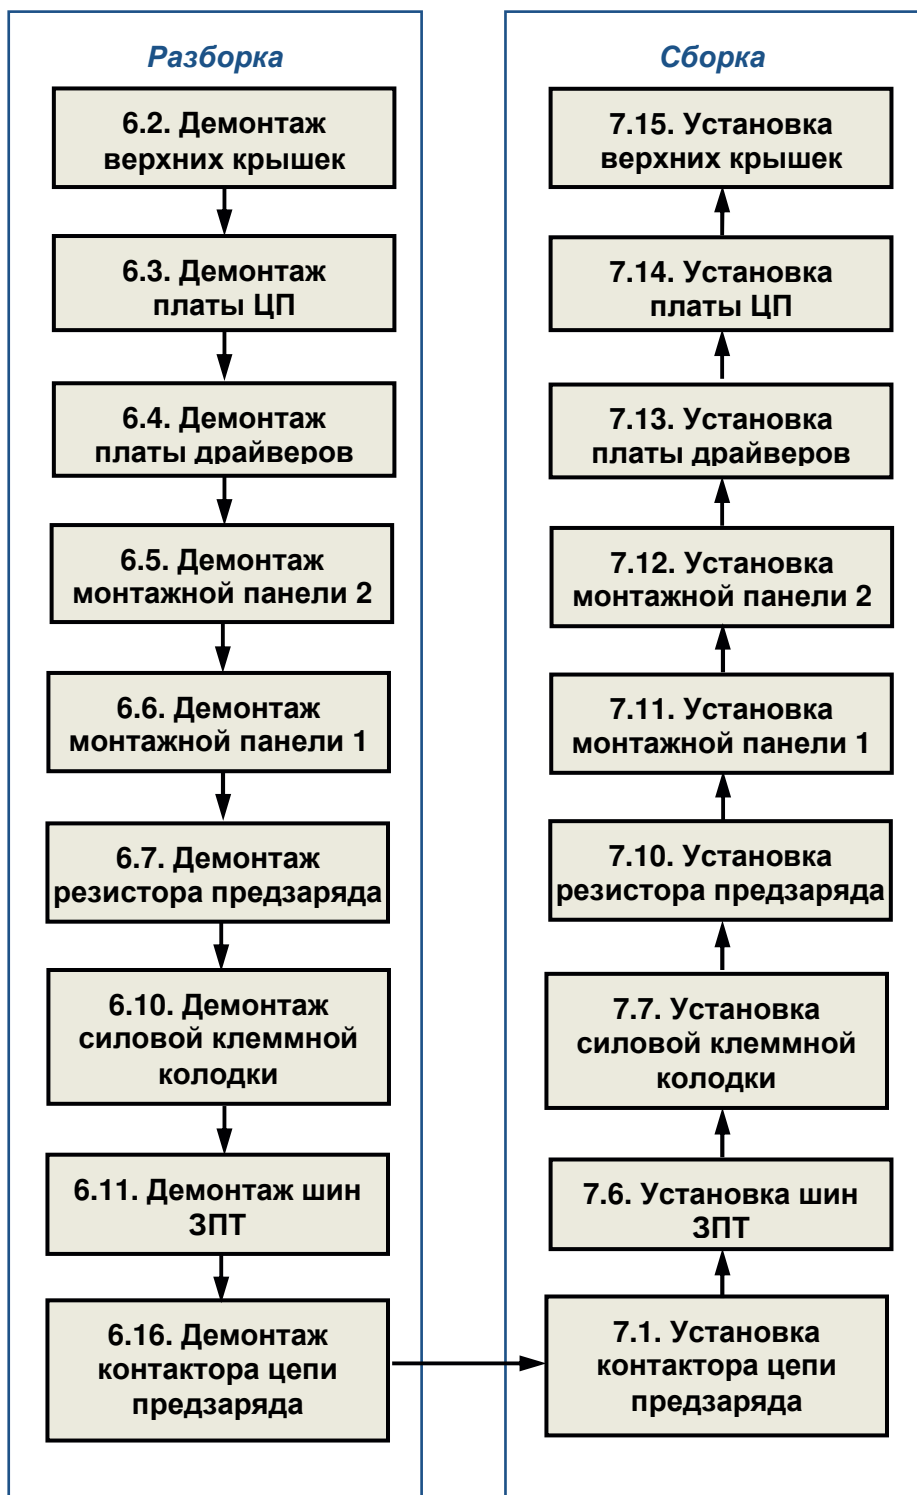 Разборка
6.2. Демонтаж
верхних крышек
6.3. Демонтаж
платы ЦП
6.4. Демонтаж
платы драйверов
6.5. Демонтаж
монтажной панели 2
6.6. Демонтаж
монтажной панели 1
6.7. Демонтаж
резистора предзаряда
6.10. Демонтаж
силовой клеммной
колодки
6.11. Демонтаж шин
ЗПТ
6.16. Демонтаж
контактора цепи
предзаряда
Сборка
7.15. Установка
верхних крышек
7.14. Установка
платы ЦП
7.13. Установка
платы драйверов
7.12. Установка
монтажной панели 2
7.11. Установка
монтажной панели 1
7.10. Установка
резистора предзаряда
7.7. Установка
силовой клеммной
колодки
7.6. Установка шин
ЗПТ
7.1. Установка
контактора цепи
предзаряда